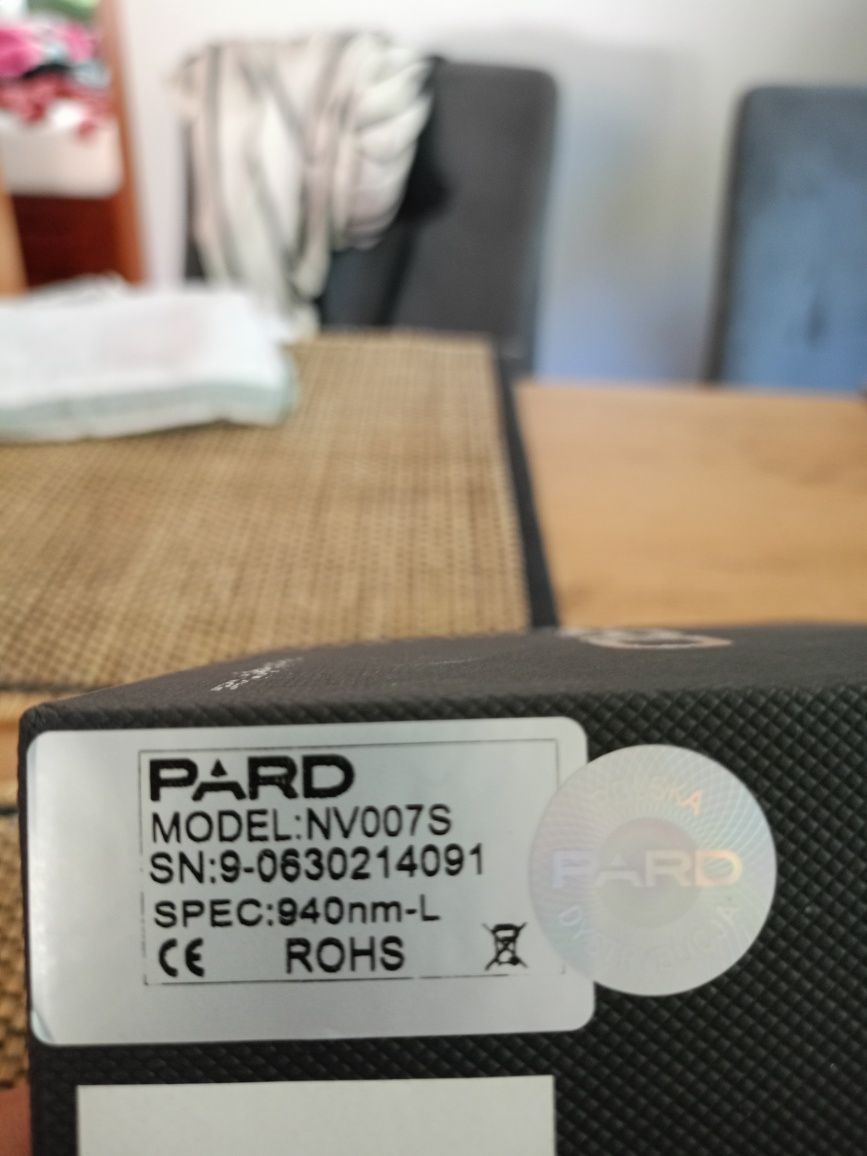 PARD
MODEL:NV007S
SN:9-0630214091
SPEC:940nm-L
CE ROHS
PARD